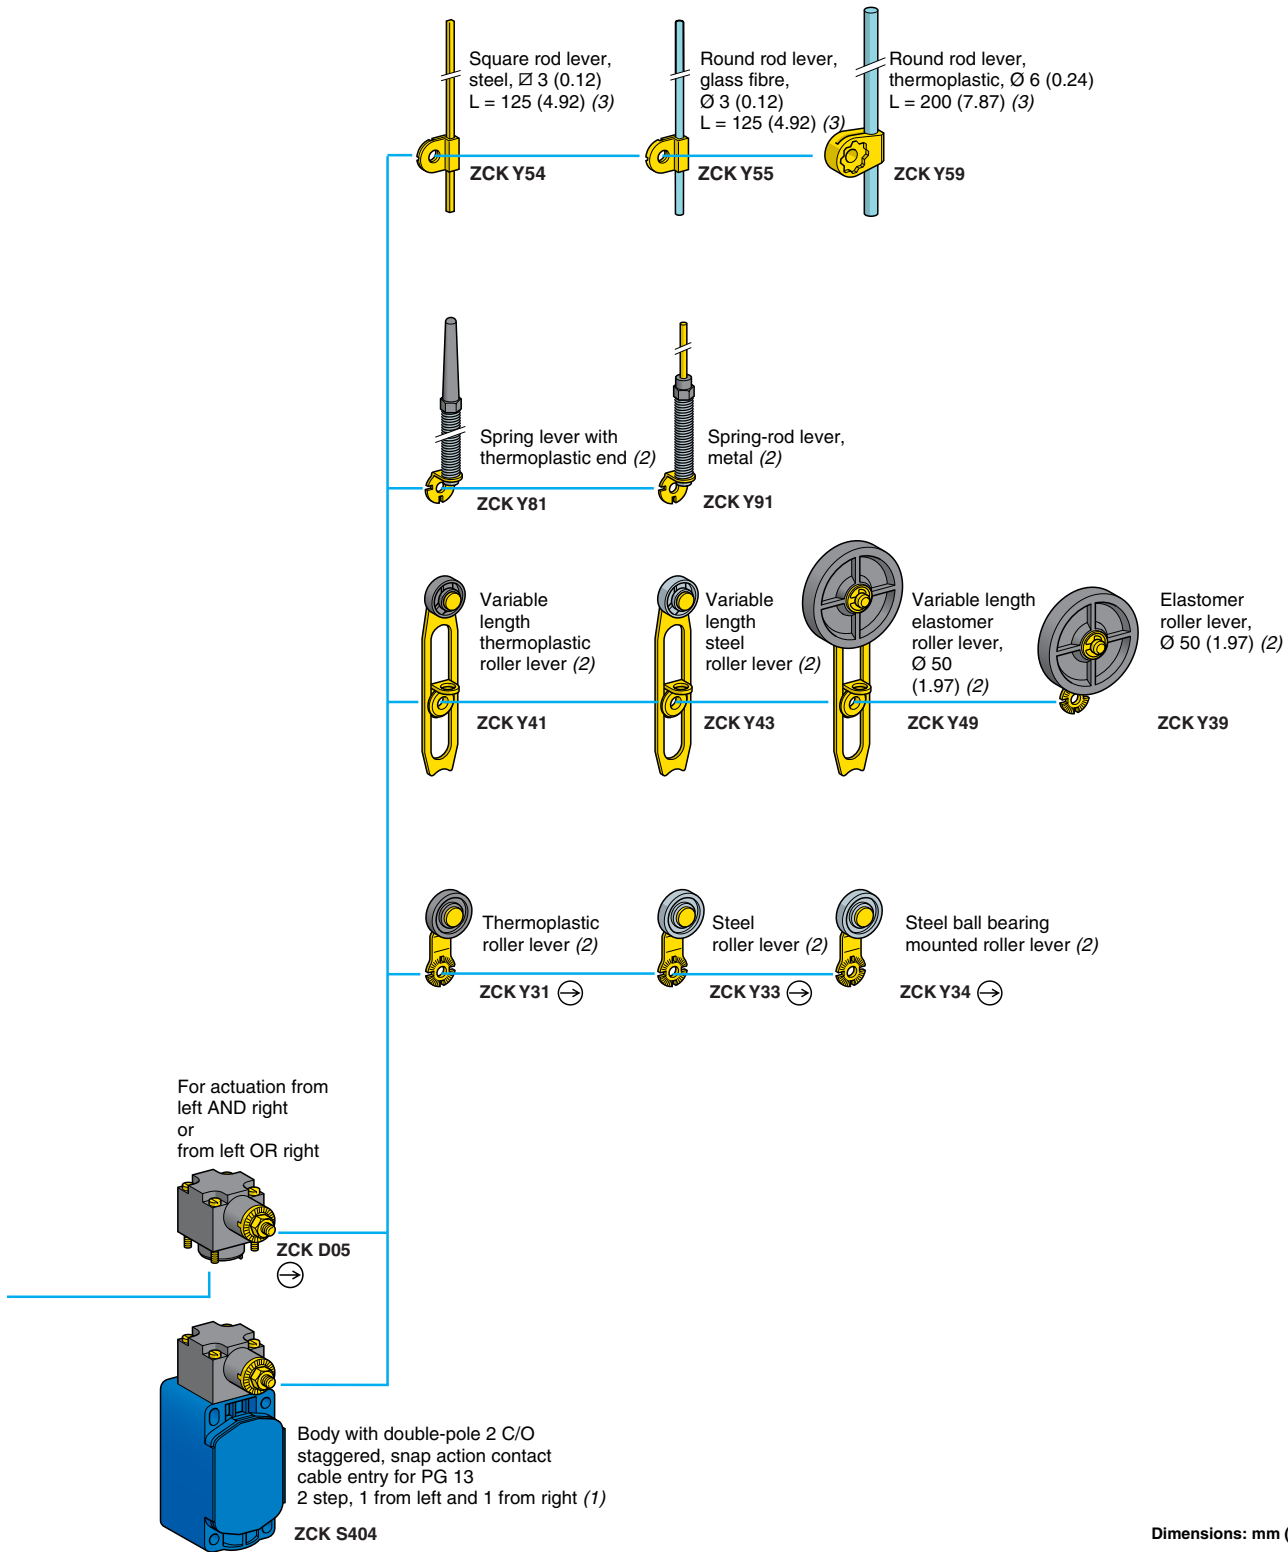 Square rod lever,
steel, ⍁ 3 (0.12)
L = 125 (4.92) (3)
ZCK Y54
Round rod lever,
glass fibre,
Ø 3 (0.12)
L = 125 (4.92) (3)
ZCK Y55
Round rod lever,
thermoplastic, Ø 6 (0.24)
L = 200 (7.87) (3)
ZCK Y59
Spring lever with
thermoplastic end (2)
ZCK Y81
Spring-rod lever,
metal (2)
ZCK Y91
Variable
length
thermoplastic
roller lever (2)
ZCK Y41
Variable
length
steel
roller lever (2)
ZCK Y43
Variable length
elastomer
roller lever,
Ø 50
(1.97) (2)
ZCK Y49
Elastomer
roller lever,
Ø 50 (1.97) (2)
ZCK Y39
Thermoplastic
roller lever (2)
ZCK Y31
Steel
roller lever (2)
ZCK Y33
Steel ball bearing
mounted roller lever (2)
ZCK Y34
For actuation from
left AND right
or
from left OR right
ZCK D05
Body with double-pole 2 C/O
staggered, snap action contact
cable entry for PG 13
2 step, 1 from left and 1 from right (1)
ZCK S404
Dimensions: mm (